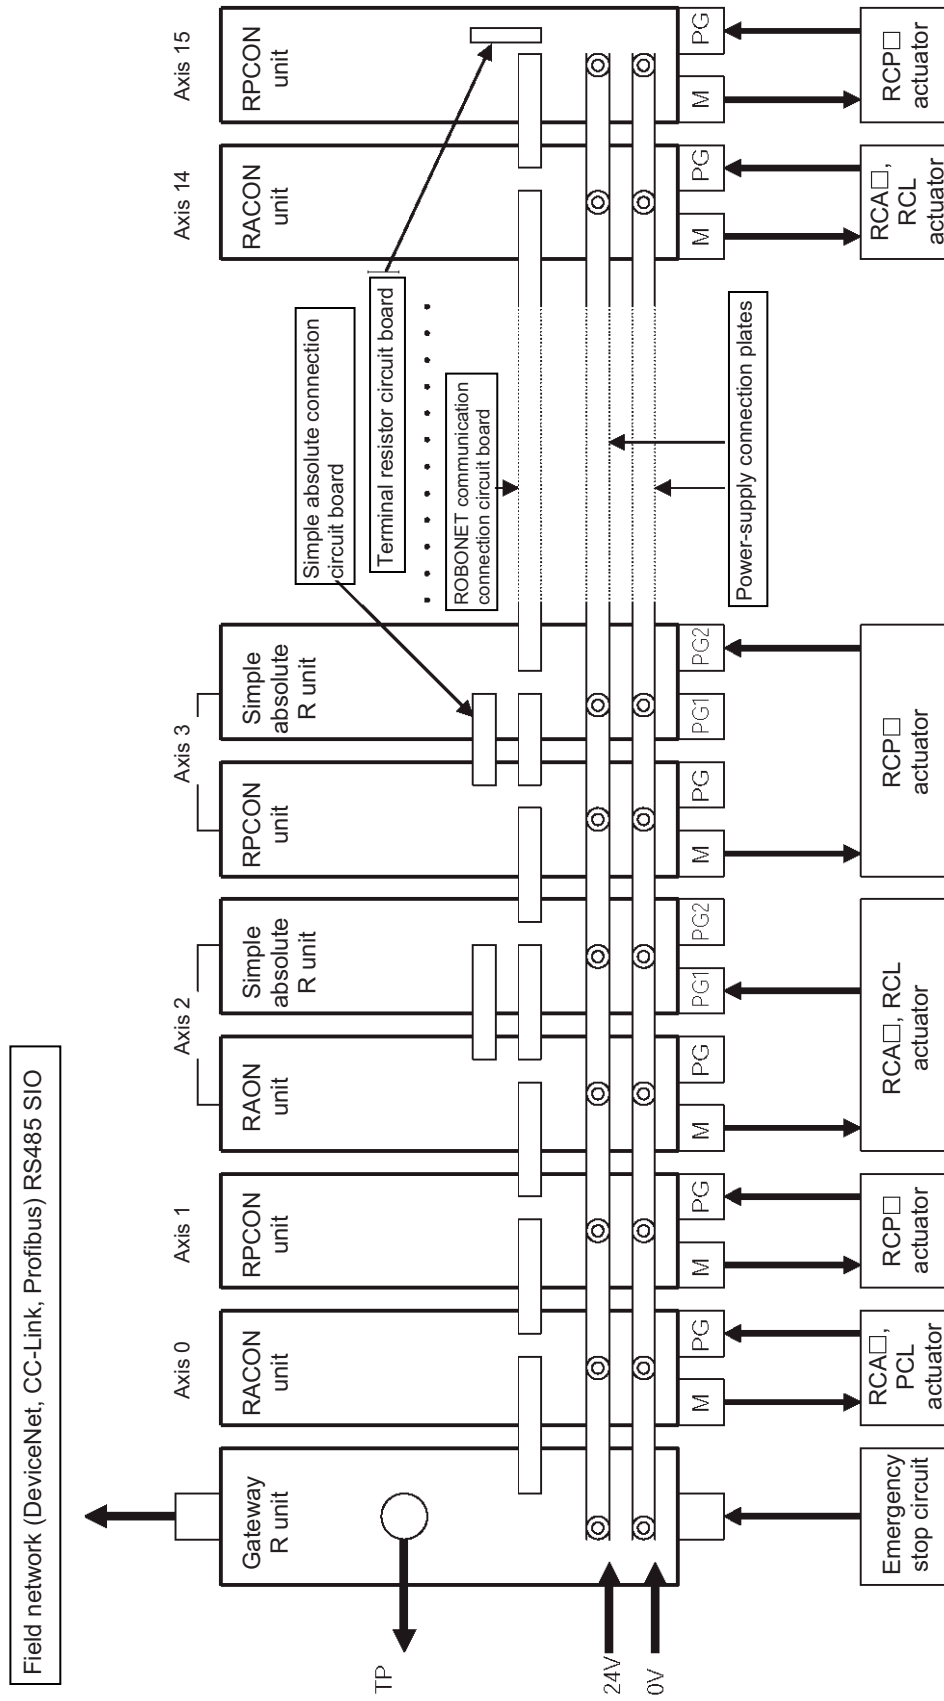 Field network (DeviceNet, CC-Link, Profibus) RS485 SIO
Axis 0
Axis 1
Axis 2
Axis 3
Axis 14
Axis 15
Gateway
R unit
RACON
unit
RPCON
unit
RAON
unit
Simple
absolute
R unit
RPCON
unit
Simple
absolute
R unit
RACON
unit
RPCON
unit
Simple absolute connection
circuit board
Terminal resistor circuit board
ROBONET communication
connection circuit board
Power-supply connection plates
TP
24V
0V
M
PG
M
PG
M
PG
PG1
PG2
M
PG
PG1
PG2
M
PG
M
PG
Emergency
stop circuit
RCA□,
PCL
actuator
RCP□
actuator
RCA□, RCL
actuator
RCP□
actuator
RCA□,
RCL
actuator
RCP□
actuator